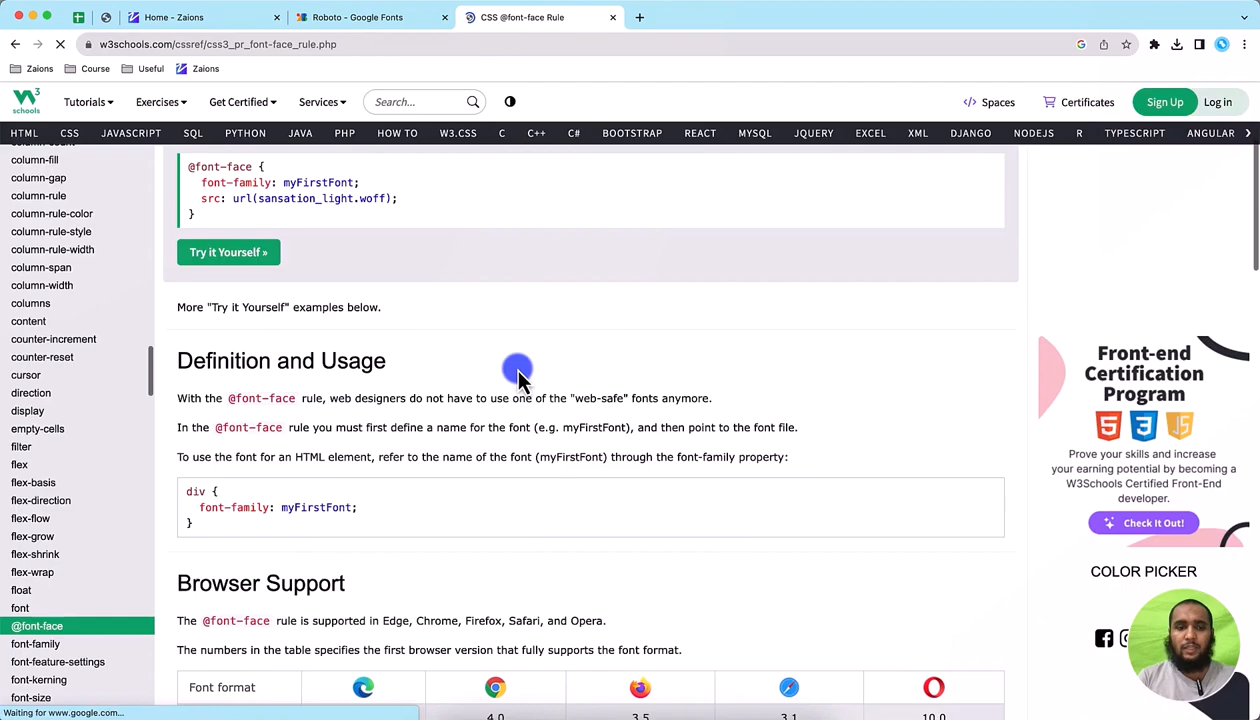 Home - Zaions
Roboto - Google Fonts
CSS @font-face Rule
w3schools.com/cssref/css3_pr_font-face_rule.php
Zaions
Course
Useful
Zaions
W3 schools
Tutorials
Exercises
Get Certified
Services
Search...
Spaces
Certificates
Sign Up
Log in
HTML CSS JAVASCRIPT SQL PYTHON JAVA PHP HOW TO W3.CSS C C++ C# BOOTSTRAP REACT MYSQL JQUERY EXCEL XML DJANGO NODEJS R TYPESCRIPT ANGULAR
column-count
column-fill
column-gap
column-rule
column-rule-color
column-rule-style
column-rule-width
column-span
column-width
columns
content
counter-increment
counter-reset
cursor
direction
display
empty-cells
filter
flex
flex-basis
flex-direction
flex-flow
flex-grow
flex-shrink
flex-wrap
float
font
@font-face
font-family
font-feature-settings
font-kerning
font-size
@font-face {
font-family: myFirstFont;
src: url(sansation_light.woff);
}
Try it Yourself »
More "Try it Yourself" examples below.
Definition and Usage
With the @font-face rule, web designers do not have to use one of the "web-safe" fonts anymore.
In the @font-face rule you must first define a name for the font (e.g. myFirstFont), and then point to the font file.
To use the font for an HTML element, refer to the name of the font (myFirstFont) through the font-family property:
div {
font-family: myFirstFont;
}
Browser Support
The @font-face rule is supported in Edge, Chrome, Firefox, Safari, and Opera.
The numbers in the table specifies the first browser version that fully supports the font format.
Font format
4.0 3.5 3.1 10.0
Front-end
Certification
Program
Prove your skills and increase
your earning potential by becoming a
W3Schools Certified Front-End
developer.
Check It Out!
COLOR PICKER
Waiting for www.google.com...